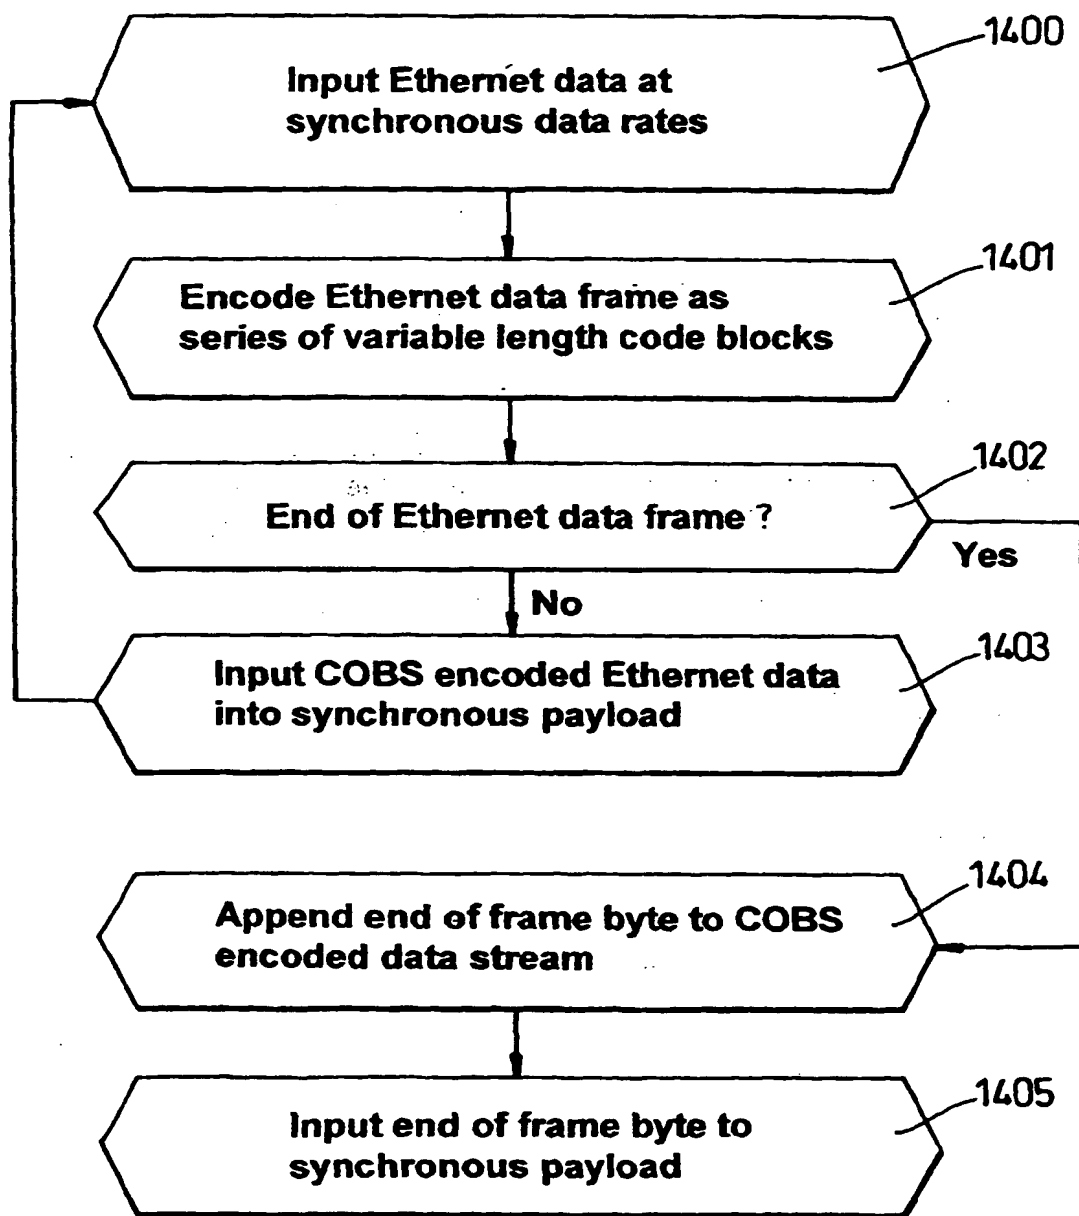 1400
Input Ethernet data at
synchronous data rates
1401
Encode Ethernet data frame as
series of variable length code blocks
1402
End of Ethernet data frame ?
Yes
No
1403
Input COBS encoded Ethernet data
into synchronous payload
1404
Append end of frame byte to COBS
encoded data stream
1405
Input end of frame byte to
synchronous payload